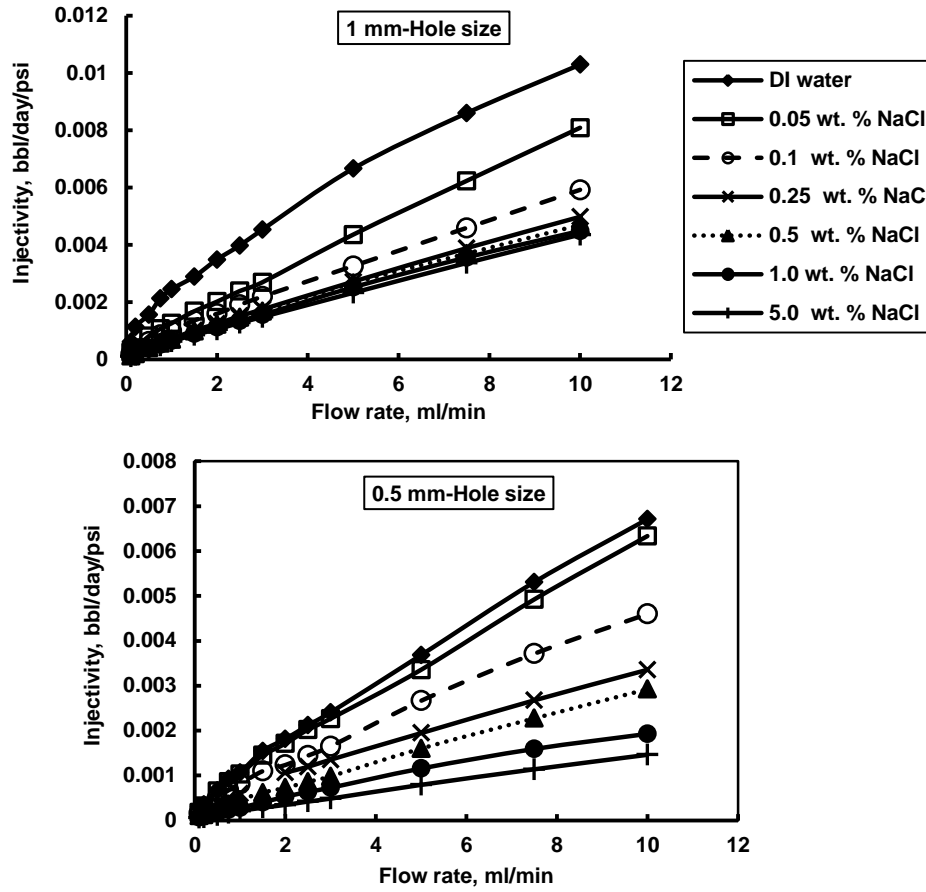 1 mm-Hole size
Injectivity, bbl/day/psi
0.012
0.01
0.008
0.006
0.004
0.002
0
0 2 4 6 8 10 12
Flow rate, ml/min
DI water
0.05 wt. % NaCl
0.1 wt. % NaCl
0.25 wt. % NaCl
0.5 wt. % NaCl
1.0 wt. % NaCl
5.0 wt. % NaCl
0.5 mm-Hole size
Injectivity, bbl/day/psi
0.008
0.007
0.006
0.005
0.004
0.003
0.002
0.001
0
0 2 4 6 8 10 12
Flow rate, ml/min